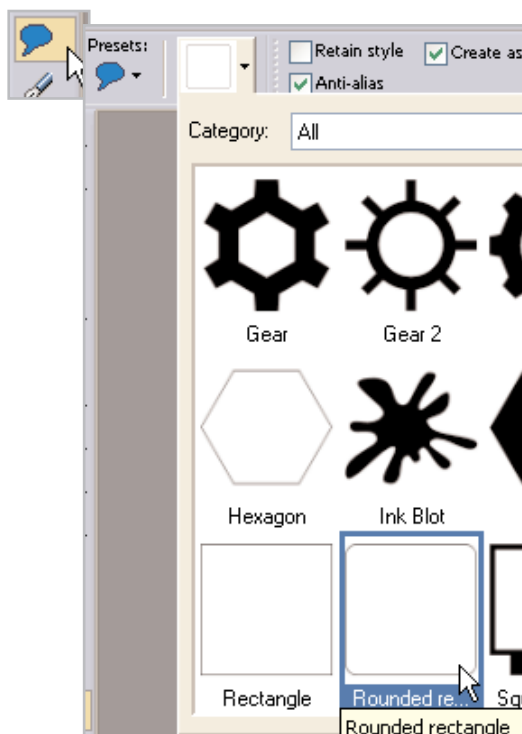 Presets:
Retain style
Create as
Anti-alias
Category:
All
Gear
Gear 2
Hexagon
Ink Blot
Rectangle
Rounded re...
Rounded rectangle